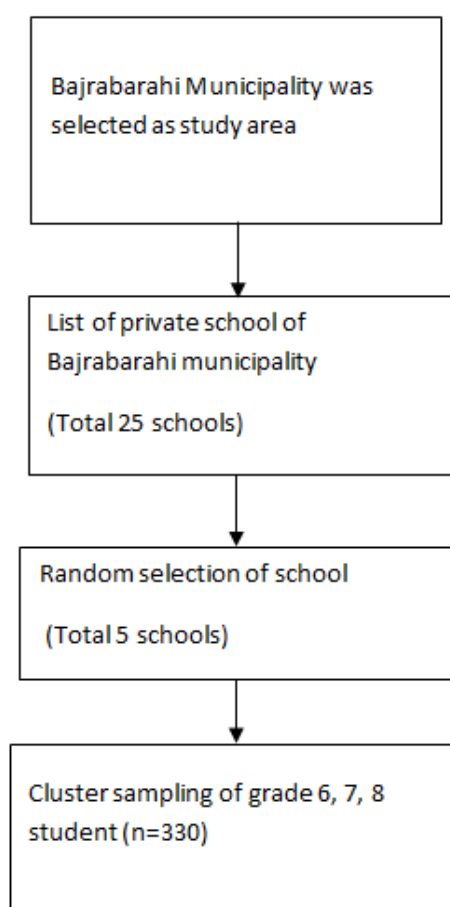 Bajrabarahi Municipality was
selected as study area
List of private school of
Bajrabarahi municipality
(Total 25 schools)
Random selection of school
(Total 5 schools)
Cluster sampling of grade 6, 7, 8
student (n=330)